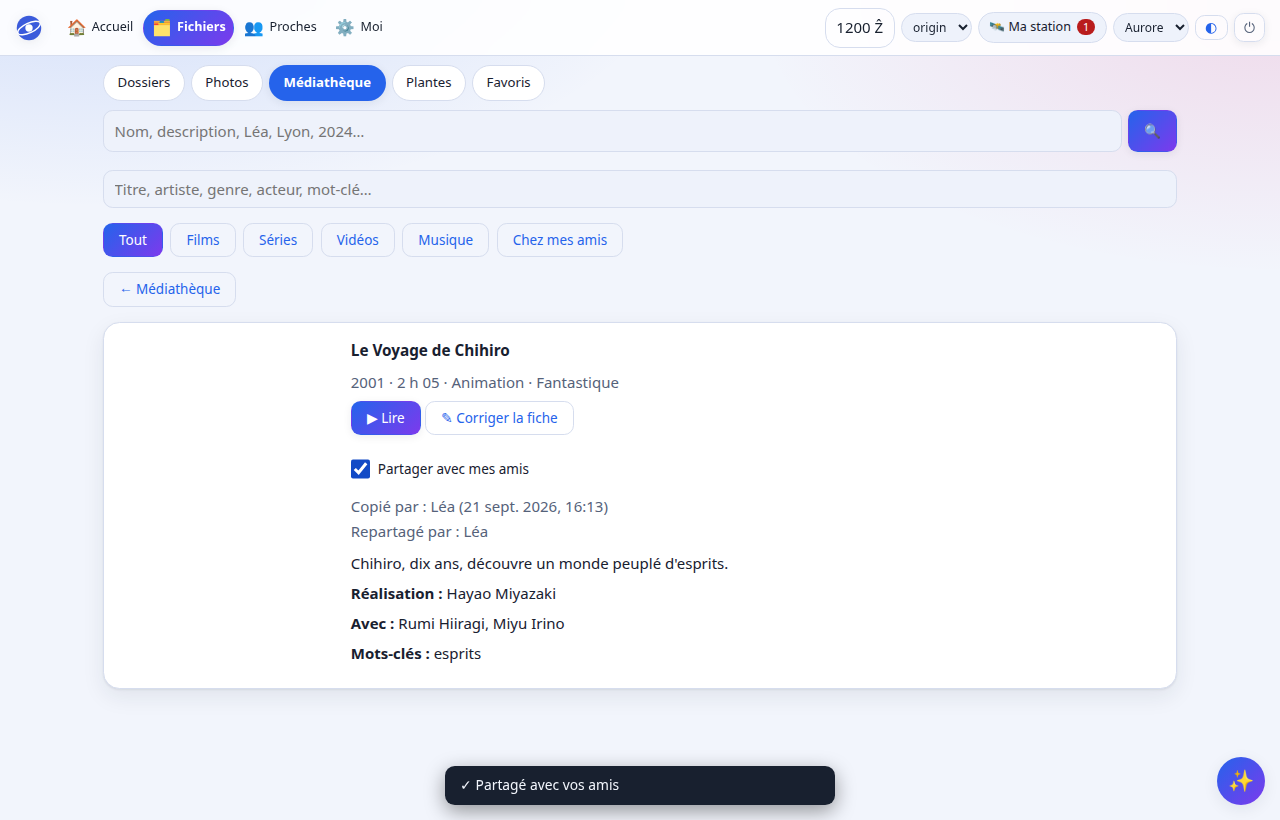 Accueil
Fichiers
Proches
Moi
1200 Ẑ
origin
Ma station 1
Aurore
Dossiers
Photos
Médiathèque
Plantes
Favoris
Nom, description, Léa, Lyon, 2024…
Titre, artiste, genre, acteur, mot-clé…
Tout
Films
Séries
Vidéos
Musique
Chez mes amis
← Médiathèque
Le Voyage de Chihiro
2001 · 2 h 05 · Animation · Fantastique
▶ Lire
✎ Corriger la fiche
Partager avec mes amis
Copié par : Léa (21 sept. 2026, 16:13)
Repartagé par : Léa
Chihiro, dix ans, découvre un monde peuplé d'esprits.
Réalisation : Hayao Miyazaki
Avec : Rumi Hiiragi, Miyu Irino
Mots-clés : esprits
✓ Partagé avec vos amis